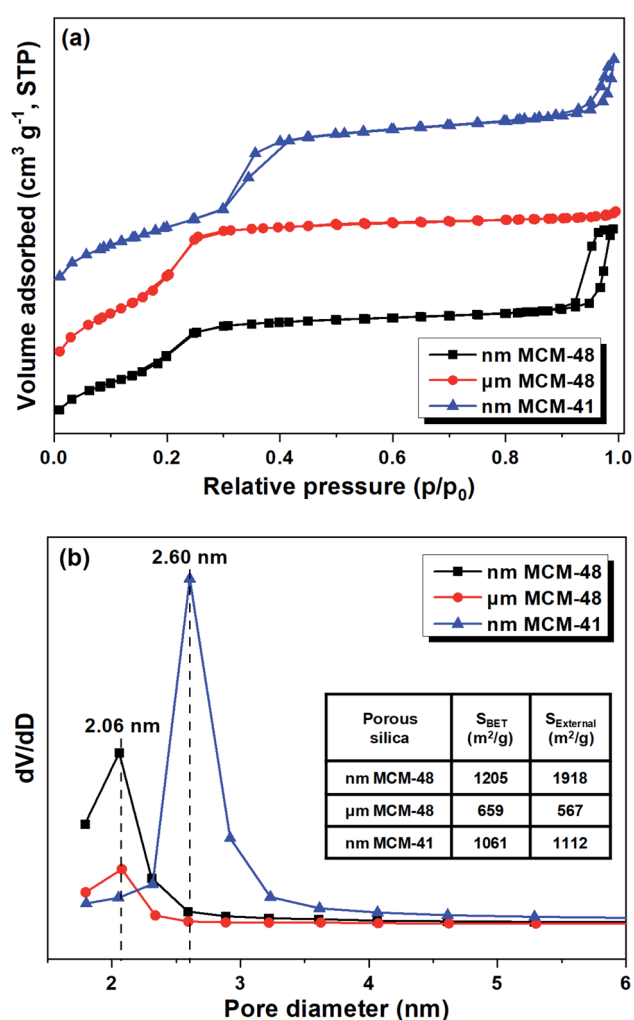 (a)
Volume adsorbed (cm³ g⁻¹, STP)
nm MCM-48
µm MCM-48
nm MCM-41
0.0 0.2 0.4 0.6 0.8 1.0
Relative pressure (p/p₀)
(b)
2.60 nm
2.06 nm
nm MCM-48
µm MCM-48
nm MCM-41
dV/dD
Porous silica S_BET (m²/g) S_External (m²/g)
nm MCM-48 1205 1918
µm MCM-48 659 567
nm MCM-41 1061 1112
2 3 4 5 6
Pore diameter (nm)